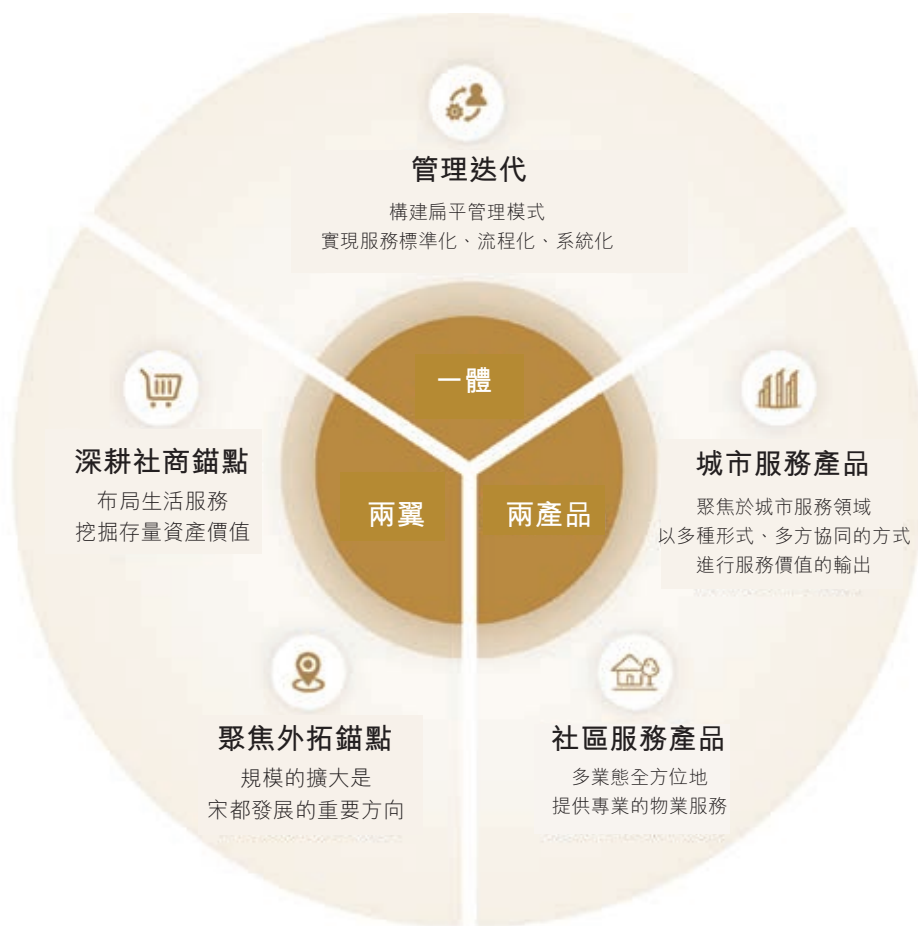 管理迭代
構建扁平管理模式
實現服務標準化、流程化、系統化
一體
兩翼
兩產品
深耕社商錨點
布局生活服務
挖掘存量資產價值
城市服務產品
聚焦於城市服務領域
以多種形式、多方協同的方式
進行服務價值的輸出
聚焦外拓錨點
規模的擴大是
宋都發展的重要方向
社區服務產品
多業態全方位地
提供專業的物業服務